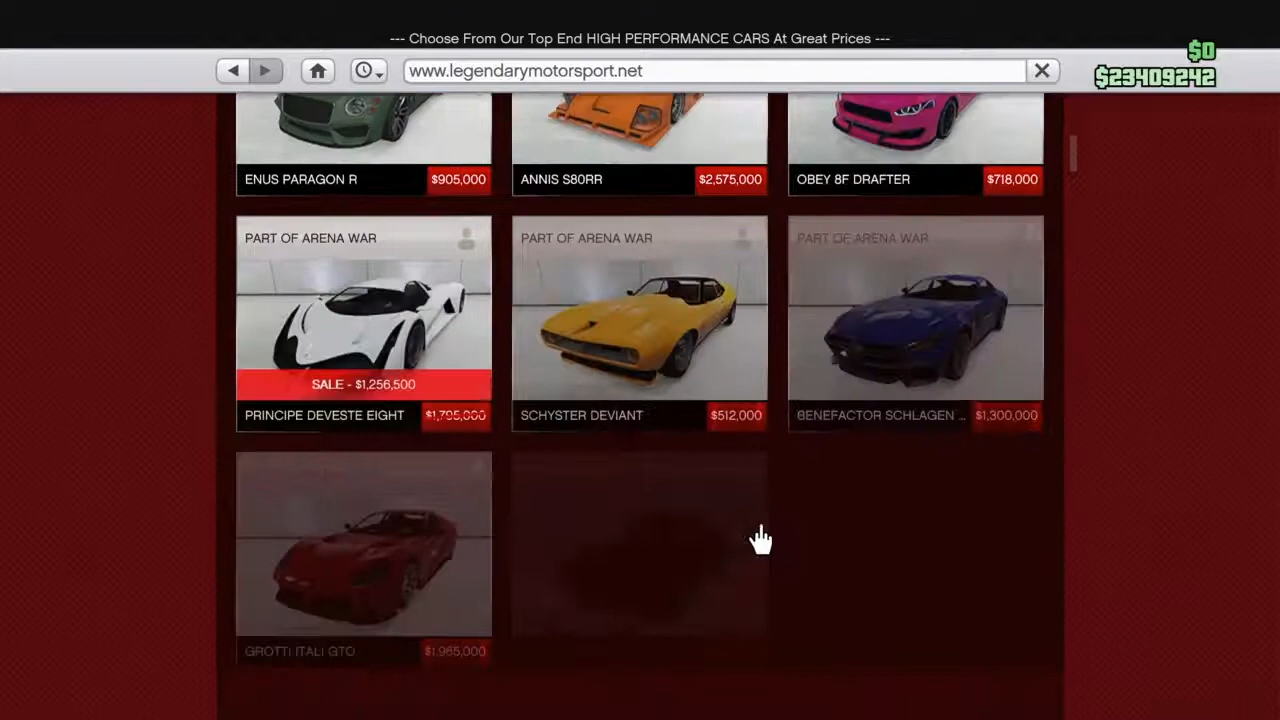 --- Choose From Our Top End HIGH PERFORMANCE CARS At Great Prices ---
$0
www.legendarymotorsport.net
$23409242
ENUS PARAGON R $905,000
ANNIS S80RR $2,575,000
OBEY 8F DRAFTER $718,000
PART OF ARENA WAR
PART OF ARENA WAR
PART OF ARENA WAR
SALE - $1,256,500
PRINCIPE DEVESTE EIGHT $1,795,000
SCHYSTER DEVIANT $512,000
BENEFACTOR SCHLAGEN ... $1,300,000
GROTTI ITALI GTO $1,965,000